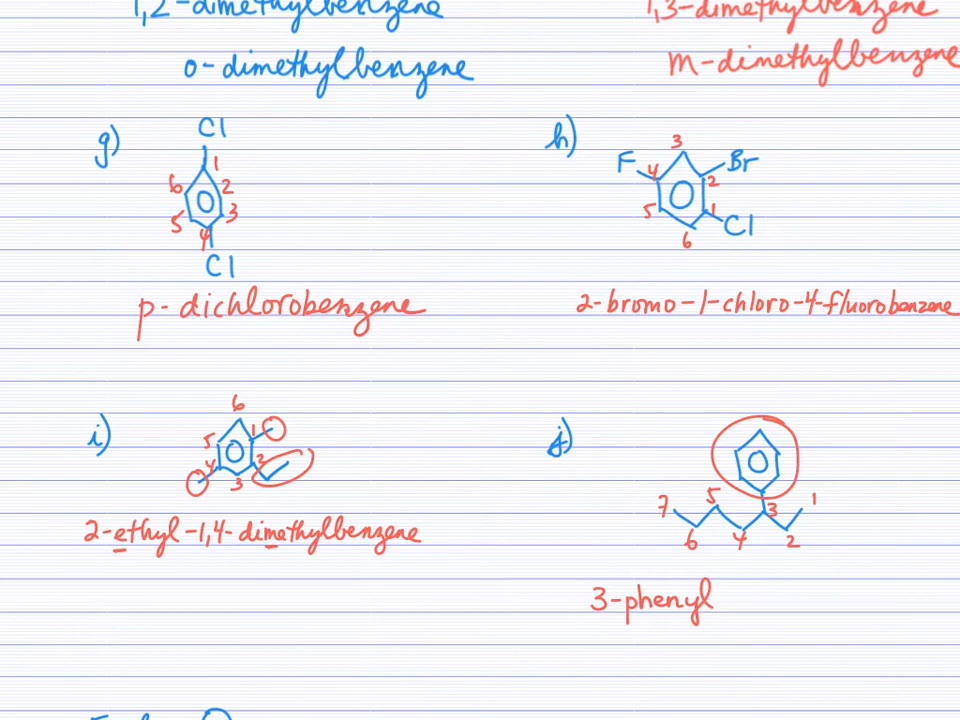 1,2-dimethylbenzene
1,3-dimethylbenzene
o-dimethylbenzene
m-dimethylbenzene
g)
Cl
1
6
2
5
3
4
Cl
p-dichlorobenzene
h)
3
F
4
Br
2
5
1
Cl
6
2-bromo-1-chloro-4-fluorobenzene
i)
6
5
1
4
2
3
2-ethyl-1,4-dimethylbenzene
j)
7
5
3
1
6
4
2
3-phenyl